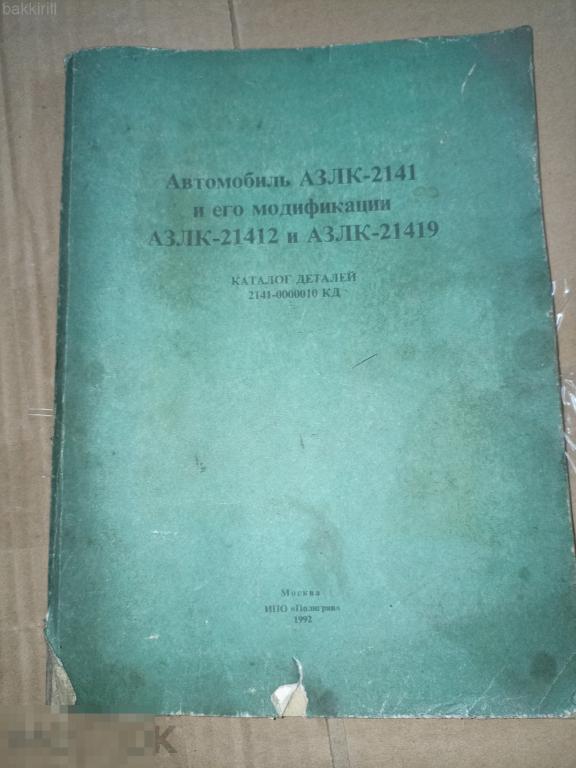 bakkirill
Автомобиль АЗЛК-2141
и его модификации
АЗЛК-21412 и АЗЛК-21419
КАТАЛОГ ДЕТАЛЕЙ
2141-0000010 КД
Москва
ИПО «Полигран»
1992